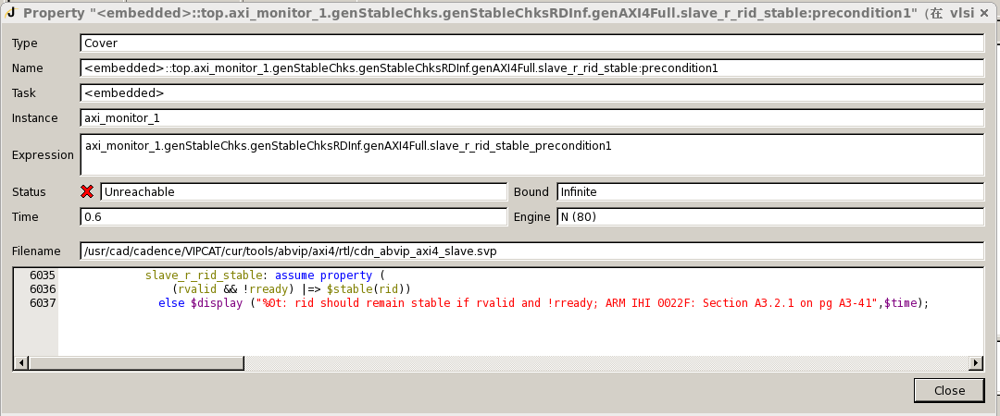 Property "<embedded>::top.axi_monitor_1.genStableChks.genStableChksRDInf.genAXI4Full.slave_r_rid_stable:precondition1" (在 vlsi
Type Cover
Name <embedded>::top.axi_monitor_1.genStableChks.genStableChksRDInf.genAXI4Full.slave_r_rid_stable:precondition1
Task <embedded>
Instance axi_monitor_1
Expression axi_monitor_1.genStableChks.genStableChksRDInf.genAXI4Full.slave_r_rid_stable_precondition1
Status Unreachable Bound Infinite
Time 0.6 Engine N (80)
Filename /usr/cad/cadence/VIPCAT/cur/tools/abvip/axi4/rtl/cdn_abvip_axi4_slave.svp
6035 slave_r_rid_stable: assume property (
6036 (rvalid && !rready) |=> $stable(rid))
6037 else $display ("%0t: rid should remain stable if rvalid and !rready; ARM IHI 0022F: Section A3.2.1 on pg A3-41",$time);
Close